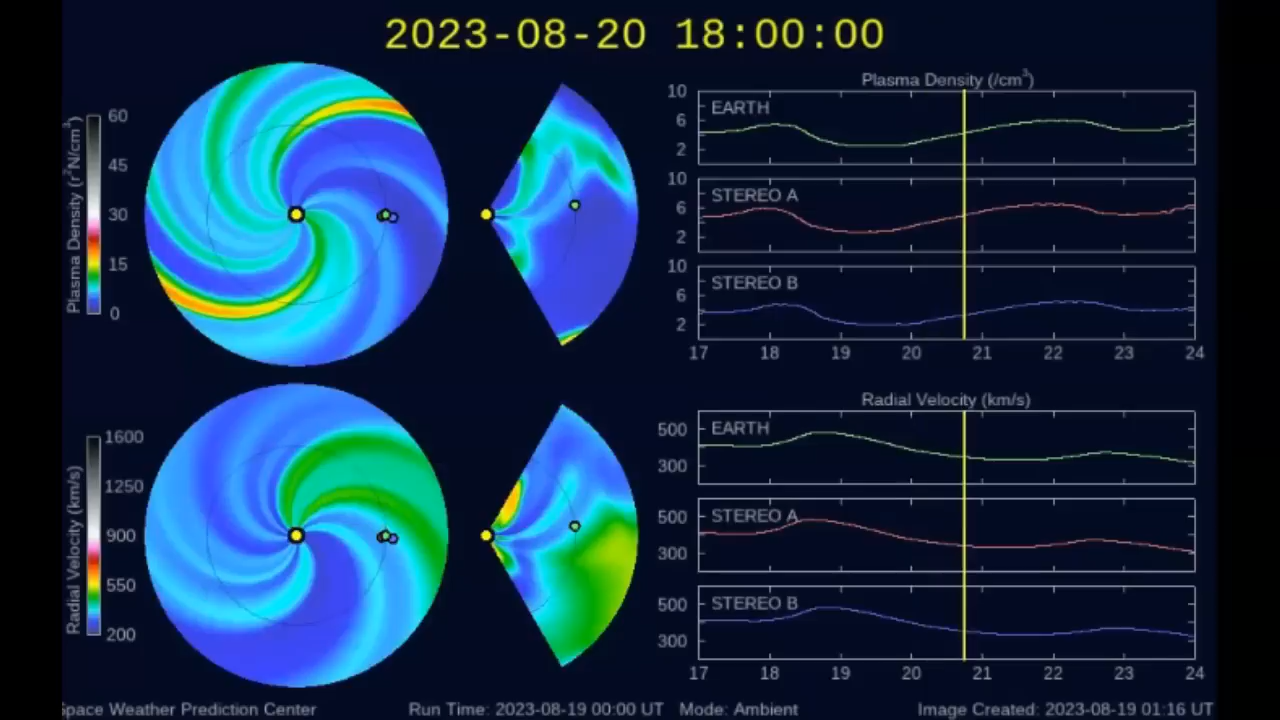 2023-08-20 18:00:00
Plasma Density (r²N/cm³)
60
45
30
15
0
Plasma Density (/cm³)
10
6
2
EARTH
10
6
2
STEREO A
10
6
2
STEREO B
17 18 19 20 21 22 23 24
Radial Velocity (km/s)
1600
1250
900
550
200
Radial Velocity (km/s)
500
300
EARTH
500
300
STEREO A
500
300
STEREO B
17 18 19 20 21 22 23 24
Space Weather Prediction Center Run Time: 2023-08-19 00:00 UT Mode: Ambient Image Created: 2023-08-19 01:16 UT